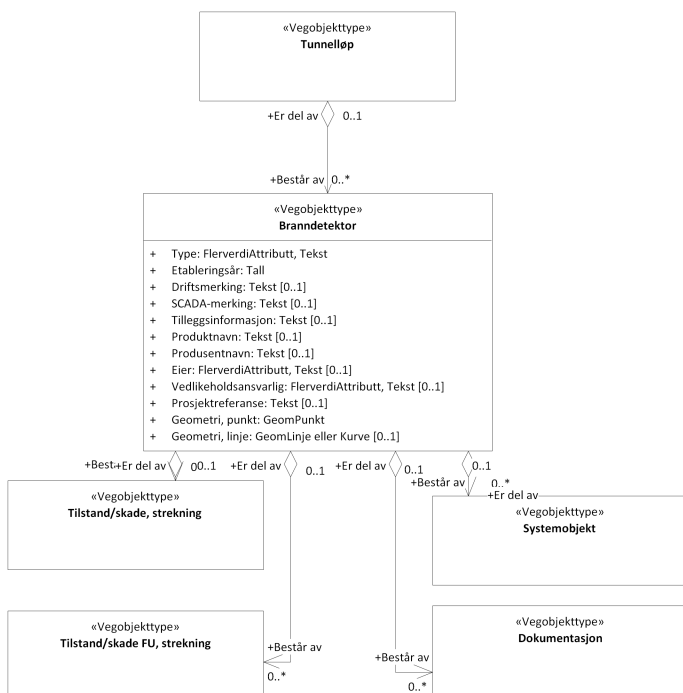 «Vegobjekttype»
Tunnelløp
+Er del av 0..1
+Består av 0..*
«Vegobjekttype»
Branndetektor
+ Type: FlerverdiAttributt, Tekst
+ Etableringsår: Tall
+ Driftsmerking: Tekst [0..1]
+ SCADA-merking: Tekst [0..1]
+ Tilleggsinformasjon: Tekst [0..1]
+ Produktnavn: Tekst [0..1]
+ Produsentnavn: Tekst [0..1]
+ Eier: FlerverdiAttributt, Tekst [0..1]
+ Vedlikeholdsansvarlig: FlerverdiAttributt, Tekst [0..1]
+ Prosjektreferanse: Tekst [0..1]
+ Geometri, punkt: GeomPunkt
+ Geometri, linje: GeomLinje eller Kurve [0..1]
+Er del av 0..1 +Er del av 0..1 +Er del av 0..1 0..1
+Består av 0..*
+Er del av
«Vegobjekttype»
Tilstand/skade, strekning
«Vegobjekttype»
Systemobjekt
«Vegobjekttype»
Tilstand/skade FU, strekning
+Består av
0..*
«Vegobjekttype»
Dokumentasjon
+Består av
0..*